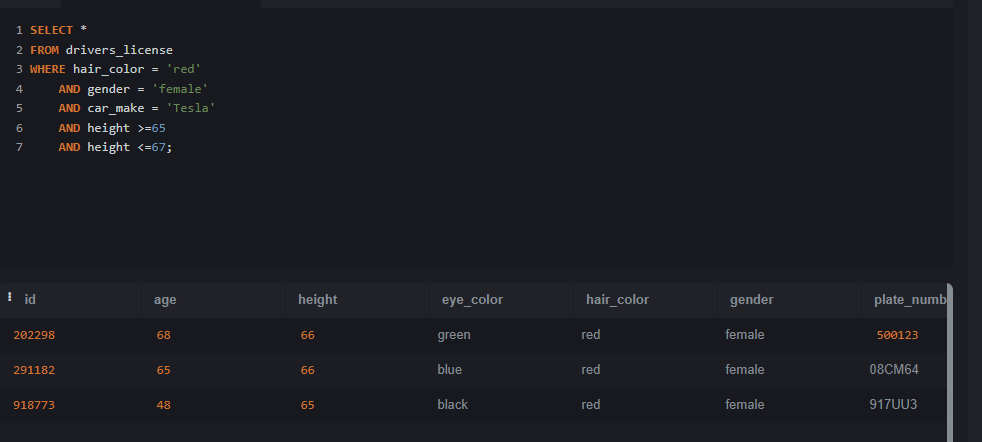 1 SELECT *
2 FROM drivers_license
3 WHERE hair_color = 'red'
4 AND gender = 'female'
5 AND car_make = 'Tesla'
6 AND height >=65
7 AND height <=67;
id age height eye_color hair_color gender plate_numb
202298 68 66 green red female 500123
291182 65 66 blue red female 08CM64
918773 48 65 black red female 917UU3